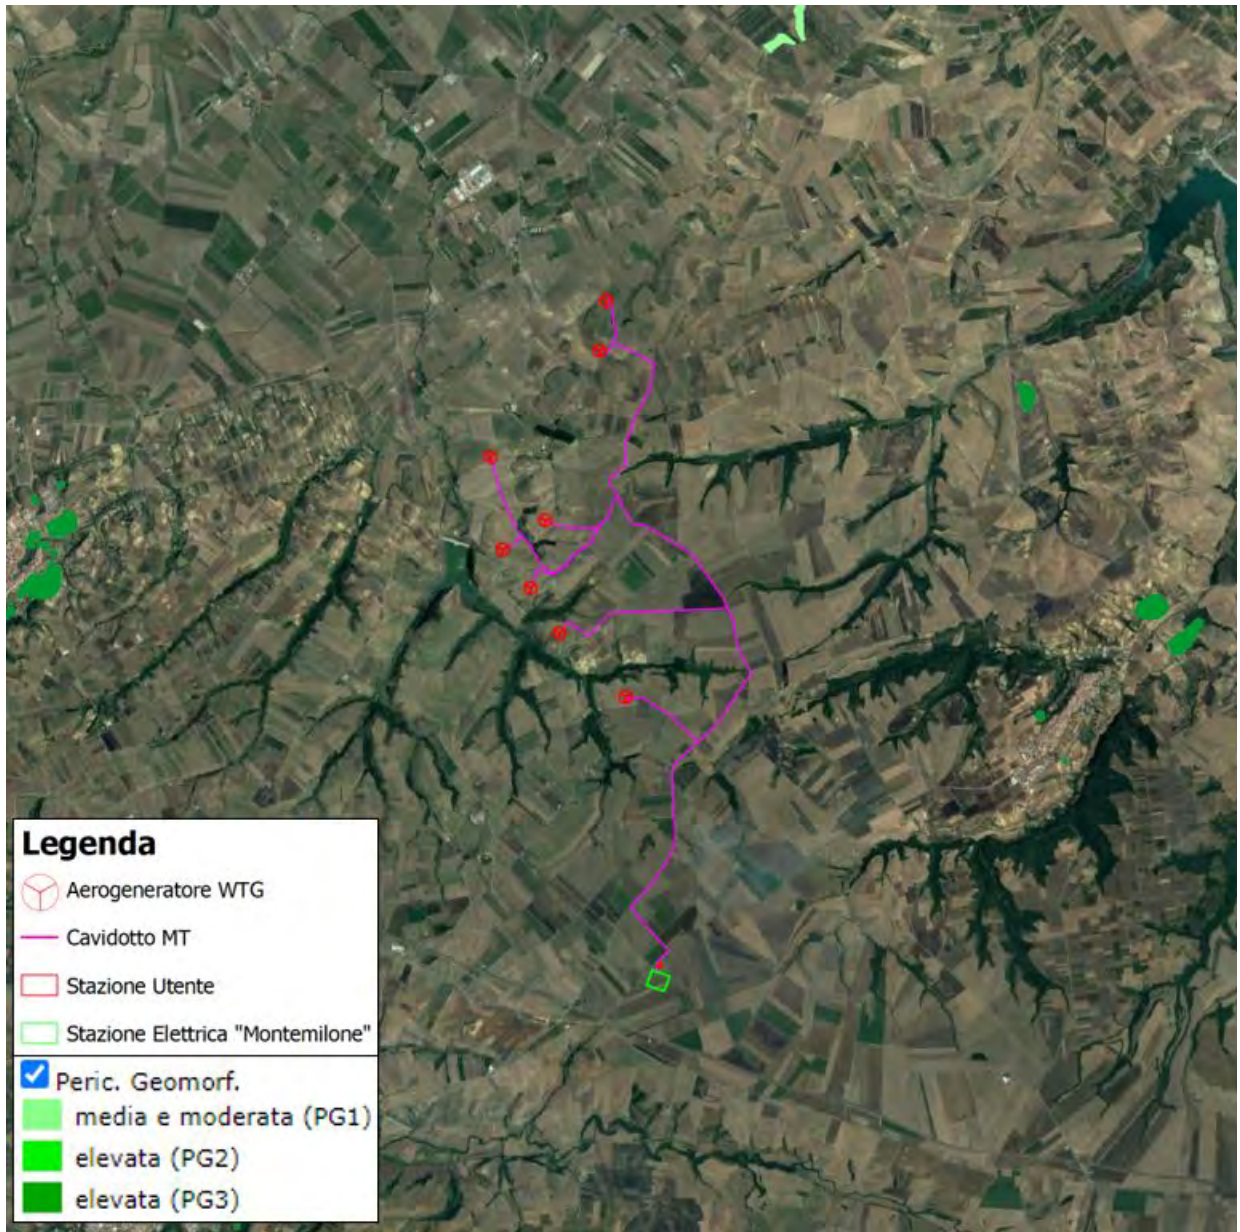 Legenda
Aerogeneratore WTG
Cavidotto MT
Stazione Utente
Stazione Elettrica "Montemilone"
Peric. Geomorf.
media e moderata (PG1)
elevata (PG2)
elevata (PG3)